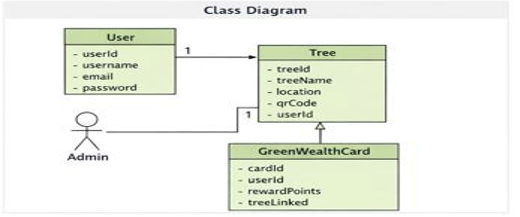 Class Diagram
User
- userId
- username
- email
- password
1
Tree
- treeId
- treeName
- location
- qrCode
- userId
1
Admin
GreenWealthCard
- cardId
- userId
- rewardPoints
- treeLinked